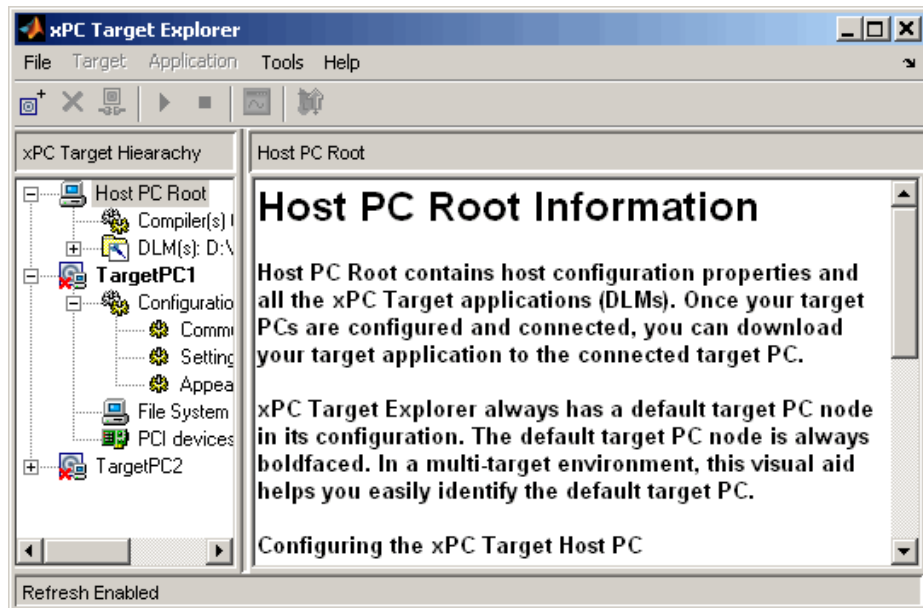 xPC Target Explorer
File Target Application Tools Help
xPC Target Hiearachy
Host PC Root
Host PC Root
Compiler(s)
DLM(s): D:\
TargetPC1
Configuratio
Commu
Setting
Appea
File System
PCI devices
TargetPC2
Host PC Root Information
Host PC Root contains host configuration properties and
all the xPC Target applications (DLMs). Once your target
PCs are configured and connected, you can download
your target application to the connected target PC.
xPC Target Explorer always has a default target PC node
in its configuration. The default target PC node is always
boldfaced. In a multi-target environment, this visual aid
helps you easily identify the default target PC.
Configuring the xPC Target Host PC
Refresh Enabled